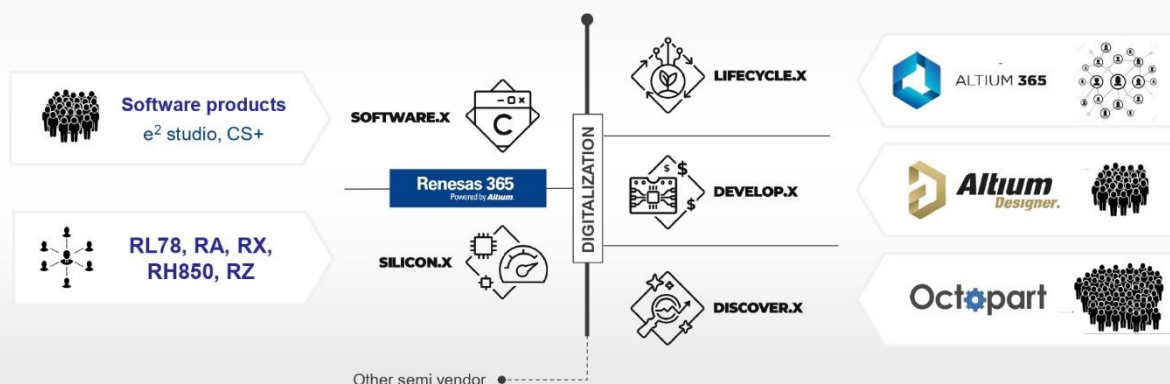 Software products
e² studio, CS+
SOFTWARE.X
C
Renesas 365
Powered by Altium
RL78, RA, RX,
RH850, RZ
SILICON.X
DIGITALIZATION
LIFECYCLE.X
$ $
$
DEVELOP.X
DISCOVER.X
ALTIUM 365
Altium
Designer.
Octopart
Other semi vendor